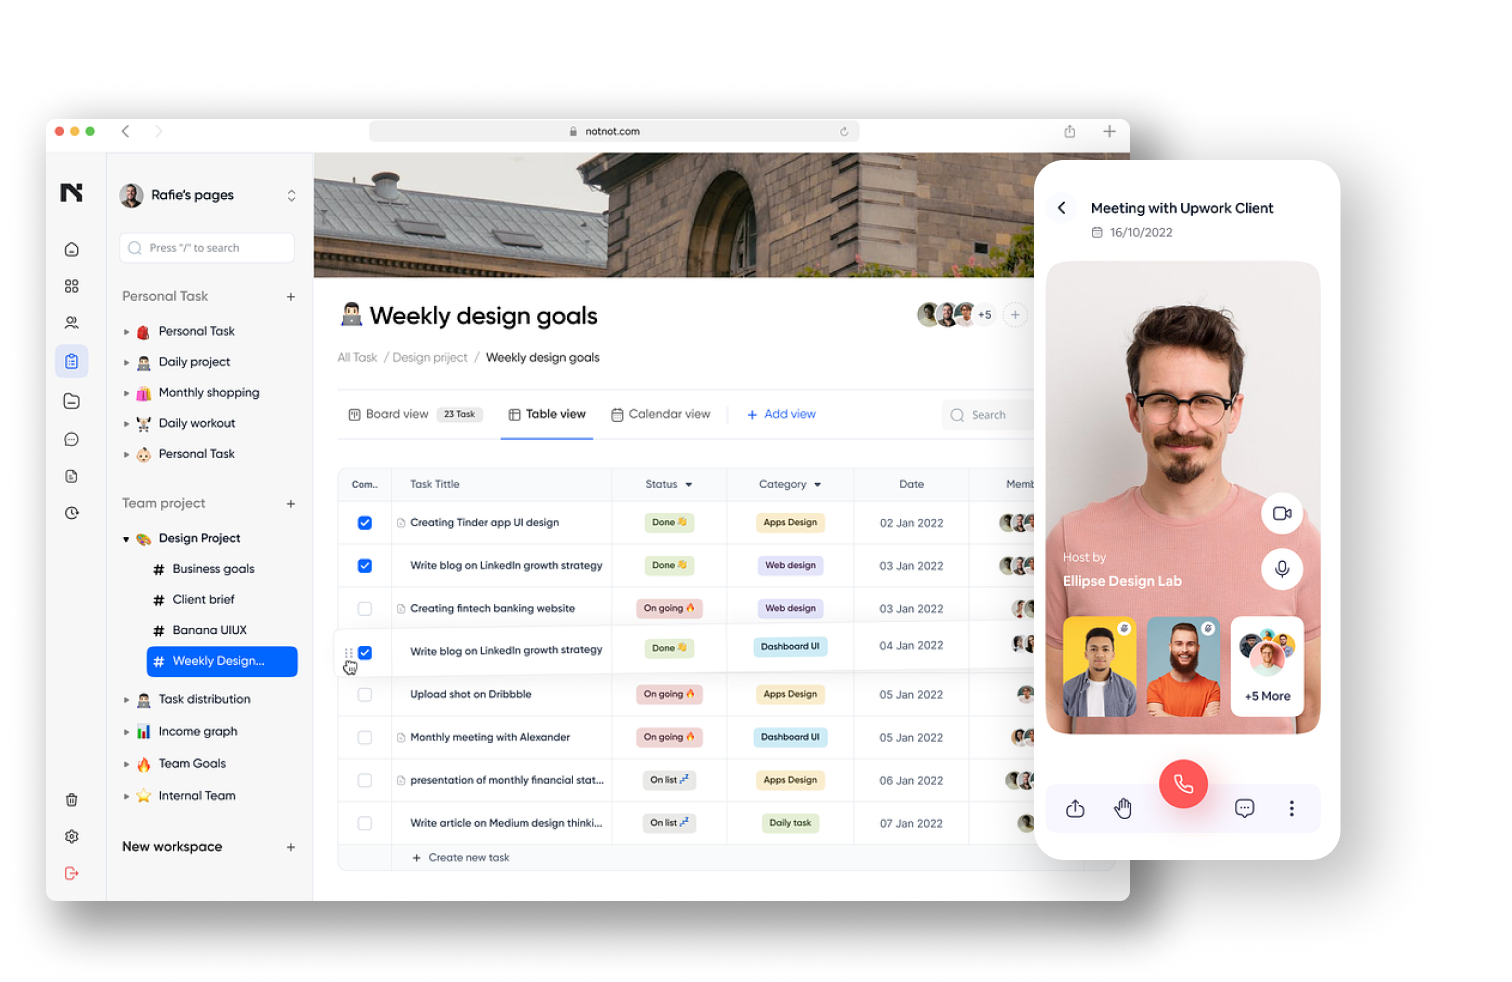 notnot.com
Rafie's pages
Press "/" to search
Personal Task
Personal Task
Daily project
Monthly shopping
Daily workout
Personal Task
Team project
Design Project
# Business goals
# Client brief
# Banana UIUX
# Weekly Design...
Task distribution
Income graph
Team Goals
Internal Team
New workspace
Weekly design goals
+5
All Task / Design priject / Weekly design goals
Board view 23 Task Table view Calendar view + Add view Search
Com.. Task Tittle Status Category Date Memb
Creating Tinder app UI design Done Apps Design 02 Jan 2022
Write blog on LinkedIn growth strategy Done Web design 03 Jan 2022
Creating fintech banking website On going Web design 03 Jan 2022
Write blog on LinkedIn growth strategy Done Dashboard UI 04 Jan 2022
Upload shot on Dribbble On going Apps Design 05 Jan 2022
Monthly meeting with Alexander On going Dashboard UI 05 Jan 2022
presentation of monthly financial stat... On list Apps Design 06 Jan 2022
Write article on Medium design thinki... On list Daily task 07 Jan 2022
+ Create new task
Meeting with Upwork Client
16/10/2022
Host by
Ellipse Design Lab
+5 More